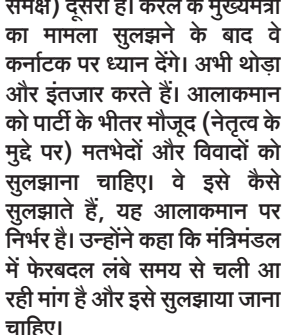 समक्ष) दूसरा है। केरल के मुख्यमंत्री
का मामला सुलझने के बाद वे
कर्नाटक पर ध्यान देंगे। अभी थोड़ा
और इंतजार करते हैं। आलाकमान
को पार्टी के भीतर मौजूद (नेतृत्व के
मुद्दे पर) मतभेदों और विवादों को
सुलझाना चाहिए। वे इसे कैसे
सुलझाते हैं, यह आलाकमान पर
निर्भर है। उन्होंने कहा कि मंत्रिमंडल
में फेरबदल लंबे समय से चली आ
रही मांग है और इसे सुलझाया जाना
चाहिए।